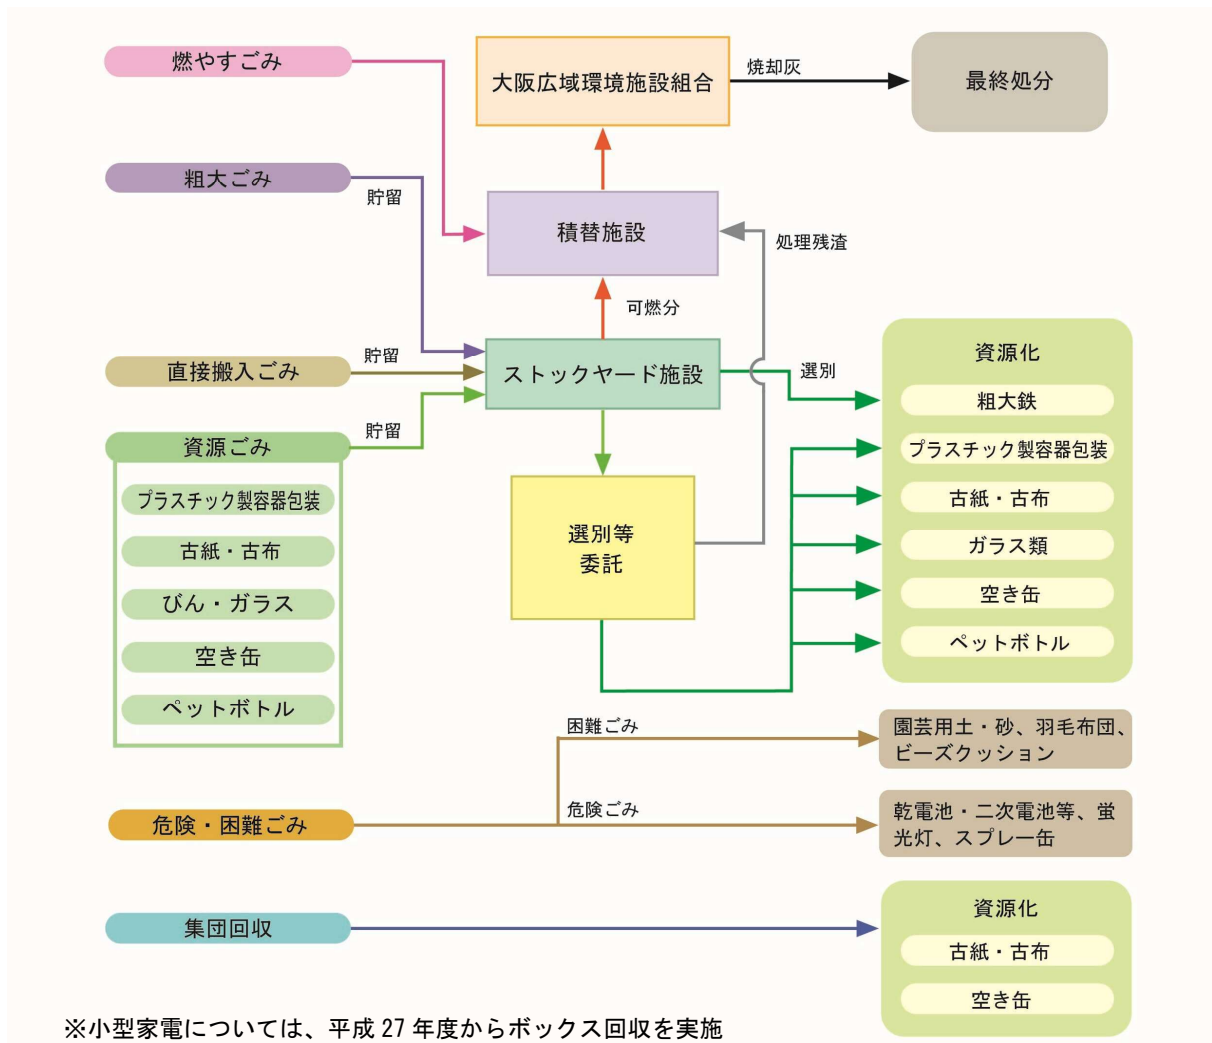 燃やすごみ
大阪広域環境施設組合
焼却灰
最終処分
粗大ごみ
貯留
積替施設
処理残渣
可燃分
直接搬入ごみ
貯留
ストックヤード施設
選別
資源化
粗大鉄
プラスチック製容器包装
古紙・古布
ガラス類
空き缶
ペットボトル
資源ごみ
貯留
プラスチック製容器包装
古紙・古布
びん・ガラス
空き缶
ペットボトル
選別等
委託
困難ごみ
園芸用土・砂、羽毛布団、
ビーズクッション
危険・困難ごみ
危険ごみ
乾電池・二次電池等、蛍
光灯、スプレー缶
集団回収
資源化
古紙・古布
空き缶
※小型家電については、平成 27 年度からボックス回収を実施